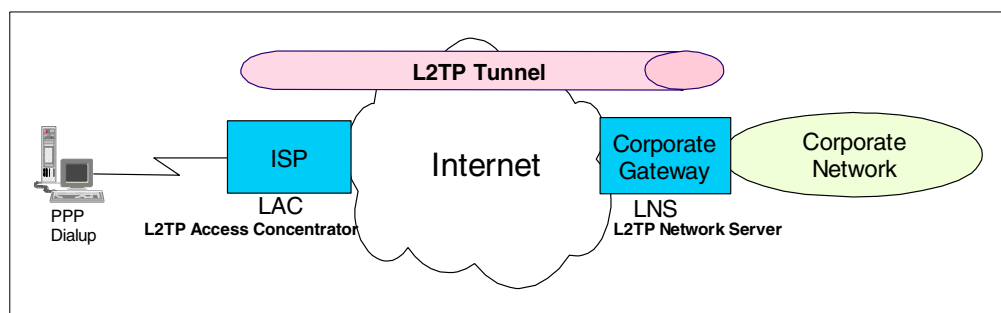 L2TP Tunnel
ISP
Internet
Corporate
Gateway
Corporate
Network
PPP
Dialup
LAC
L2TP Access Concentrator
LNS
L2TP Network Server